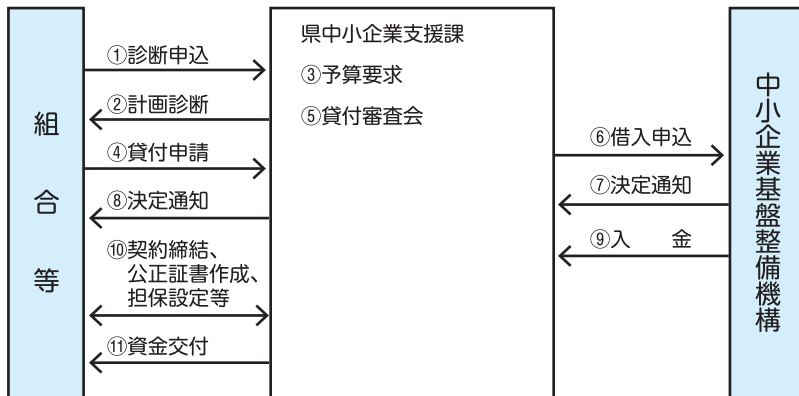 組合等
①診断申込
②計画診断
④貸付申請
⑧決定通知
⑩契約締結、
公正証書作成、
担保設定等
⑪資金交付
県中小企業支援課
③予算要求
⑤貸付審査会
⑥借入申込
⑦決定通知
⑨入　金
中小企業基盤整備機構